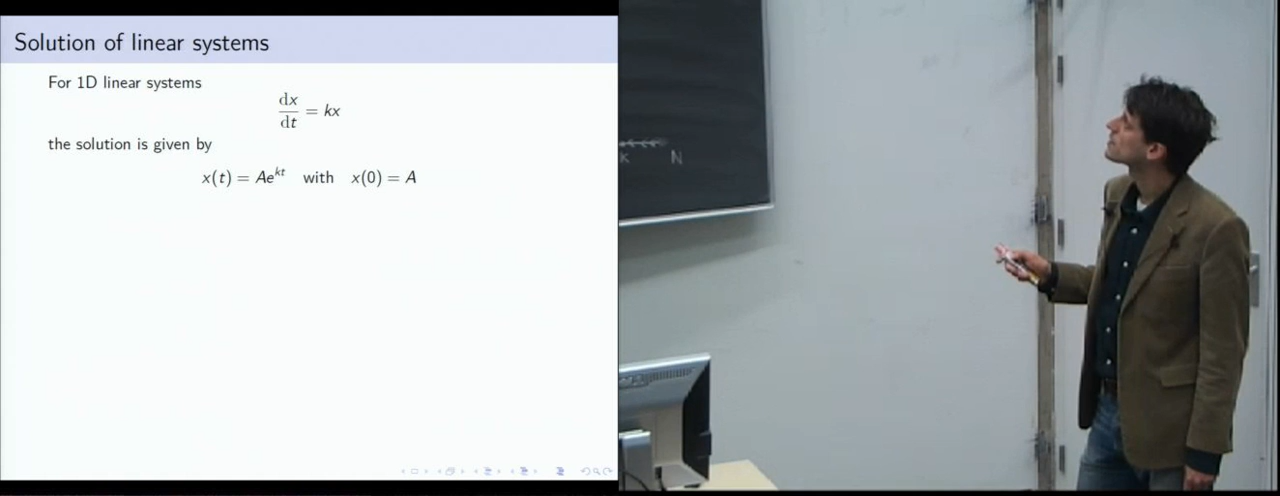 Solution of linear systems
For 1D linear systems
dx/dt = kx
the solution is given by
x(t) = Ae^{kt} with x(0) = A
k N